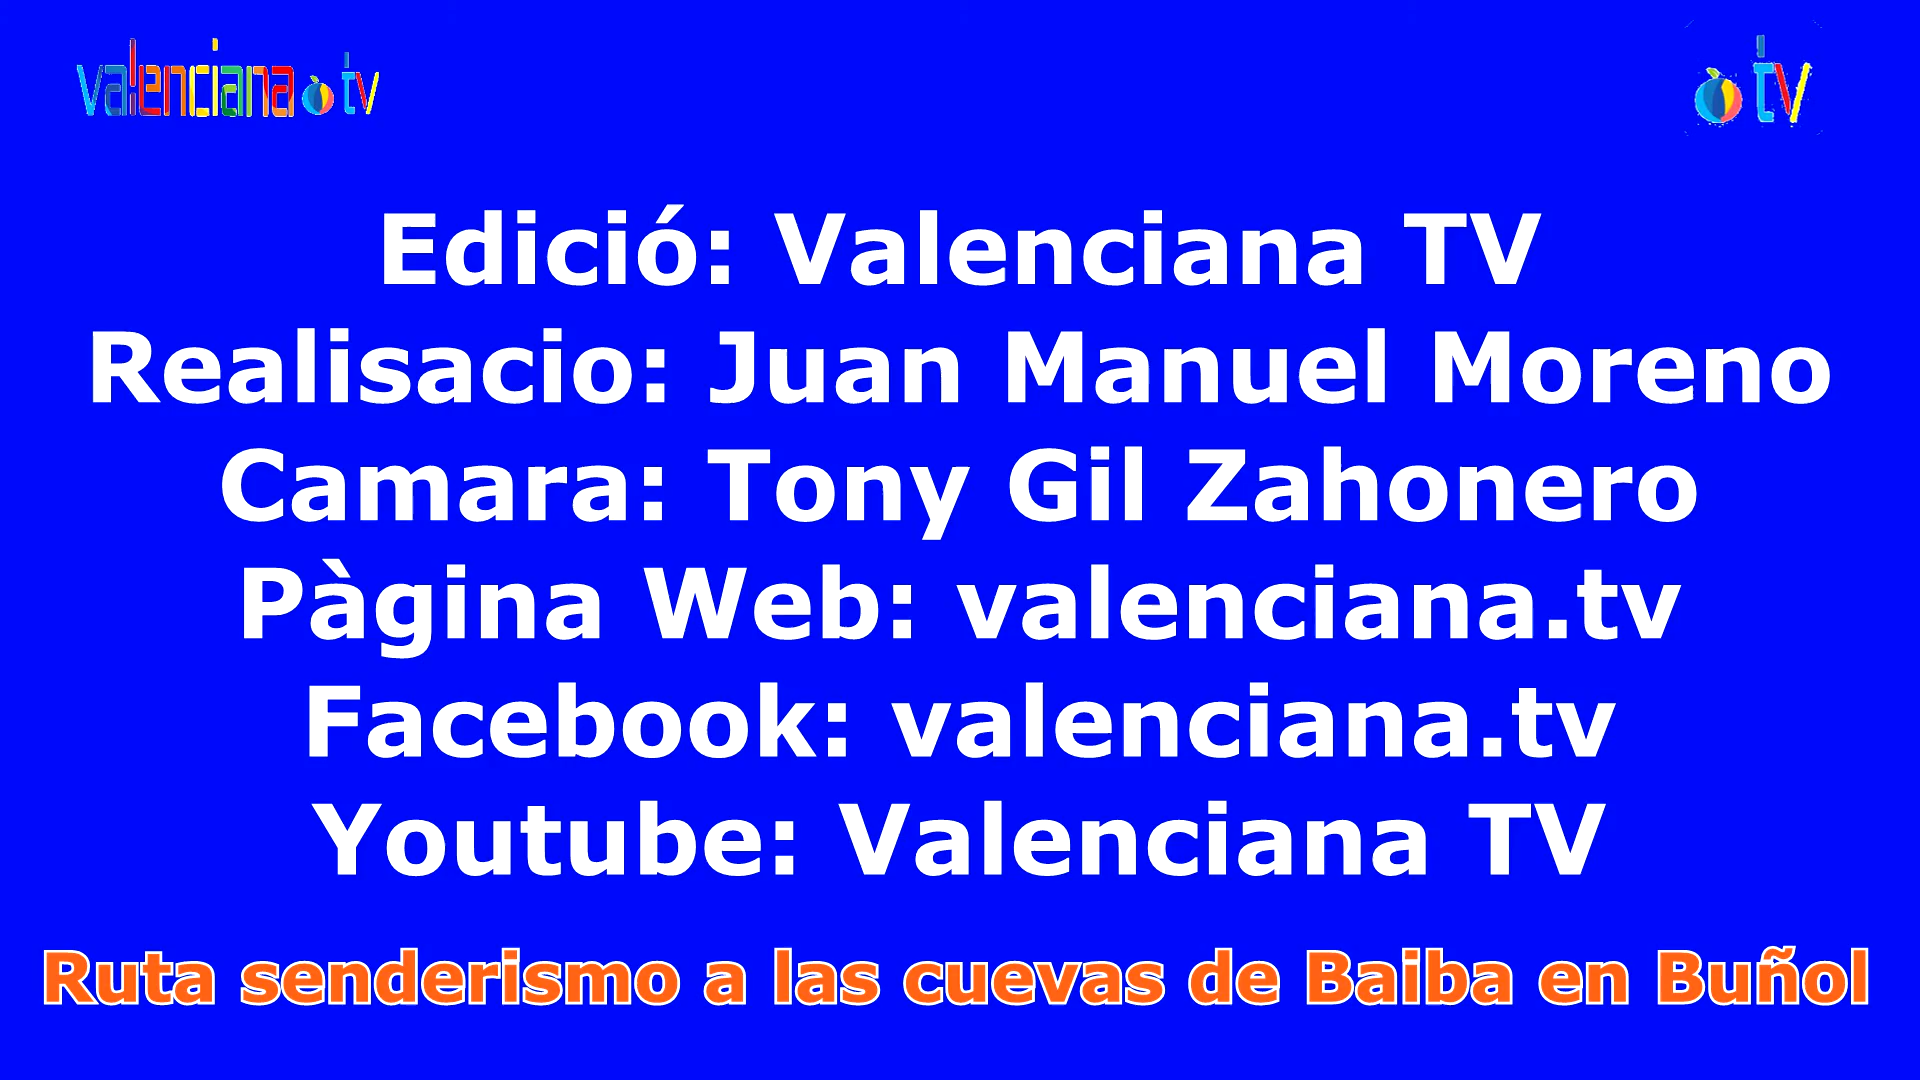 valenciana tv
tv
Edició: Valenciana TV
Realisacio: Juan Manuel Moreno
Camara: Tony Gil Zahonero
Pàgina Web: valenciana.tv
Facebook: valenciana.tv
Youtube: Valenciana TV
Ruta senderismo a las cuevas de Baiba en Buñol